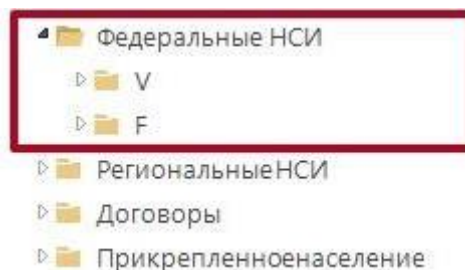 Федеральные НСИ
V
F
РегиональныеНСИ
Договоры
Прикрепленноенаселение